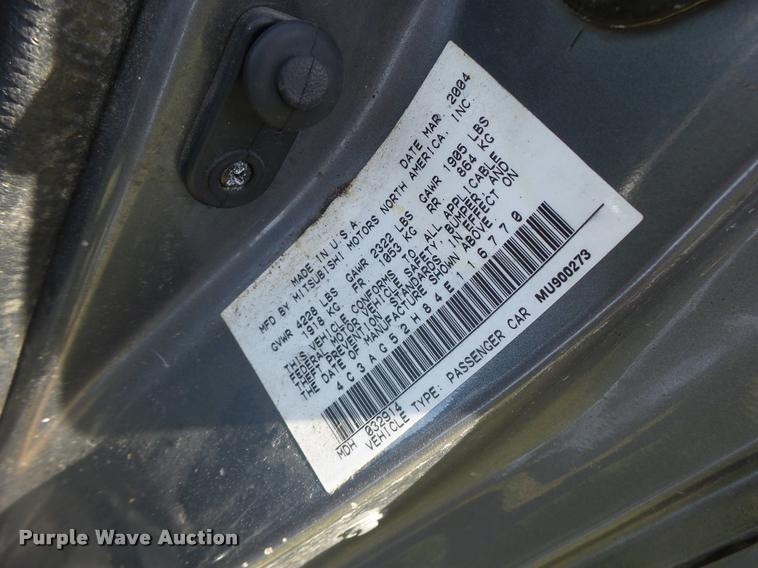 MADE IN U.S.A. DATE MAR. 2004
MFD BY MITSUBISHI MOTORS NORTH AMERICA, INC
GVWR 4228 LBS GAWR 2322 LBS GAWR 1905 LBS
1918 KG FR 1053 KG RR 864 KG
THIS VEHICLE CONFORMS TO ALL APPLICABLE
FEDERAL MOTOR VEHICLE SAFETY, BUMPER, AND
THEFT PREVENTION STANDARDS IN EFFECT ON
THE DATE OF MANUFACTURE SHOWN ABOVE.
4C3AG52H84E116770
MDH 032914
VEHICLE TYPE: PASSENGER CAR MU900273
Purple Wave Auction